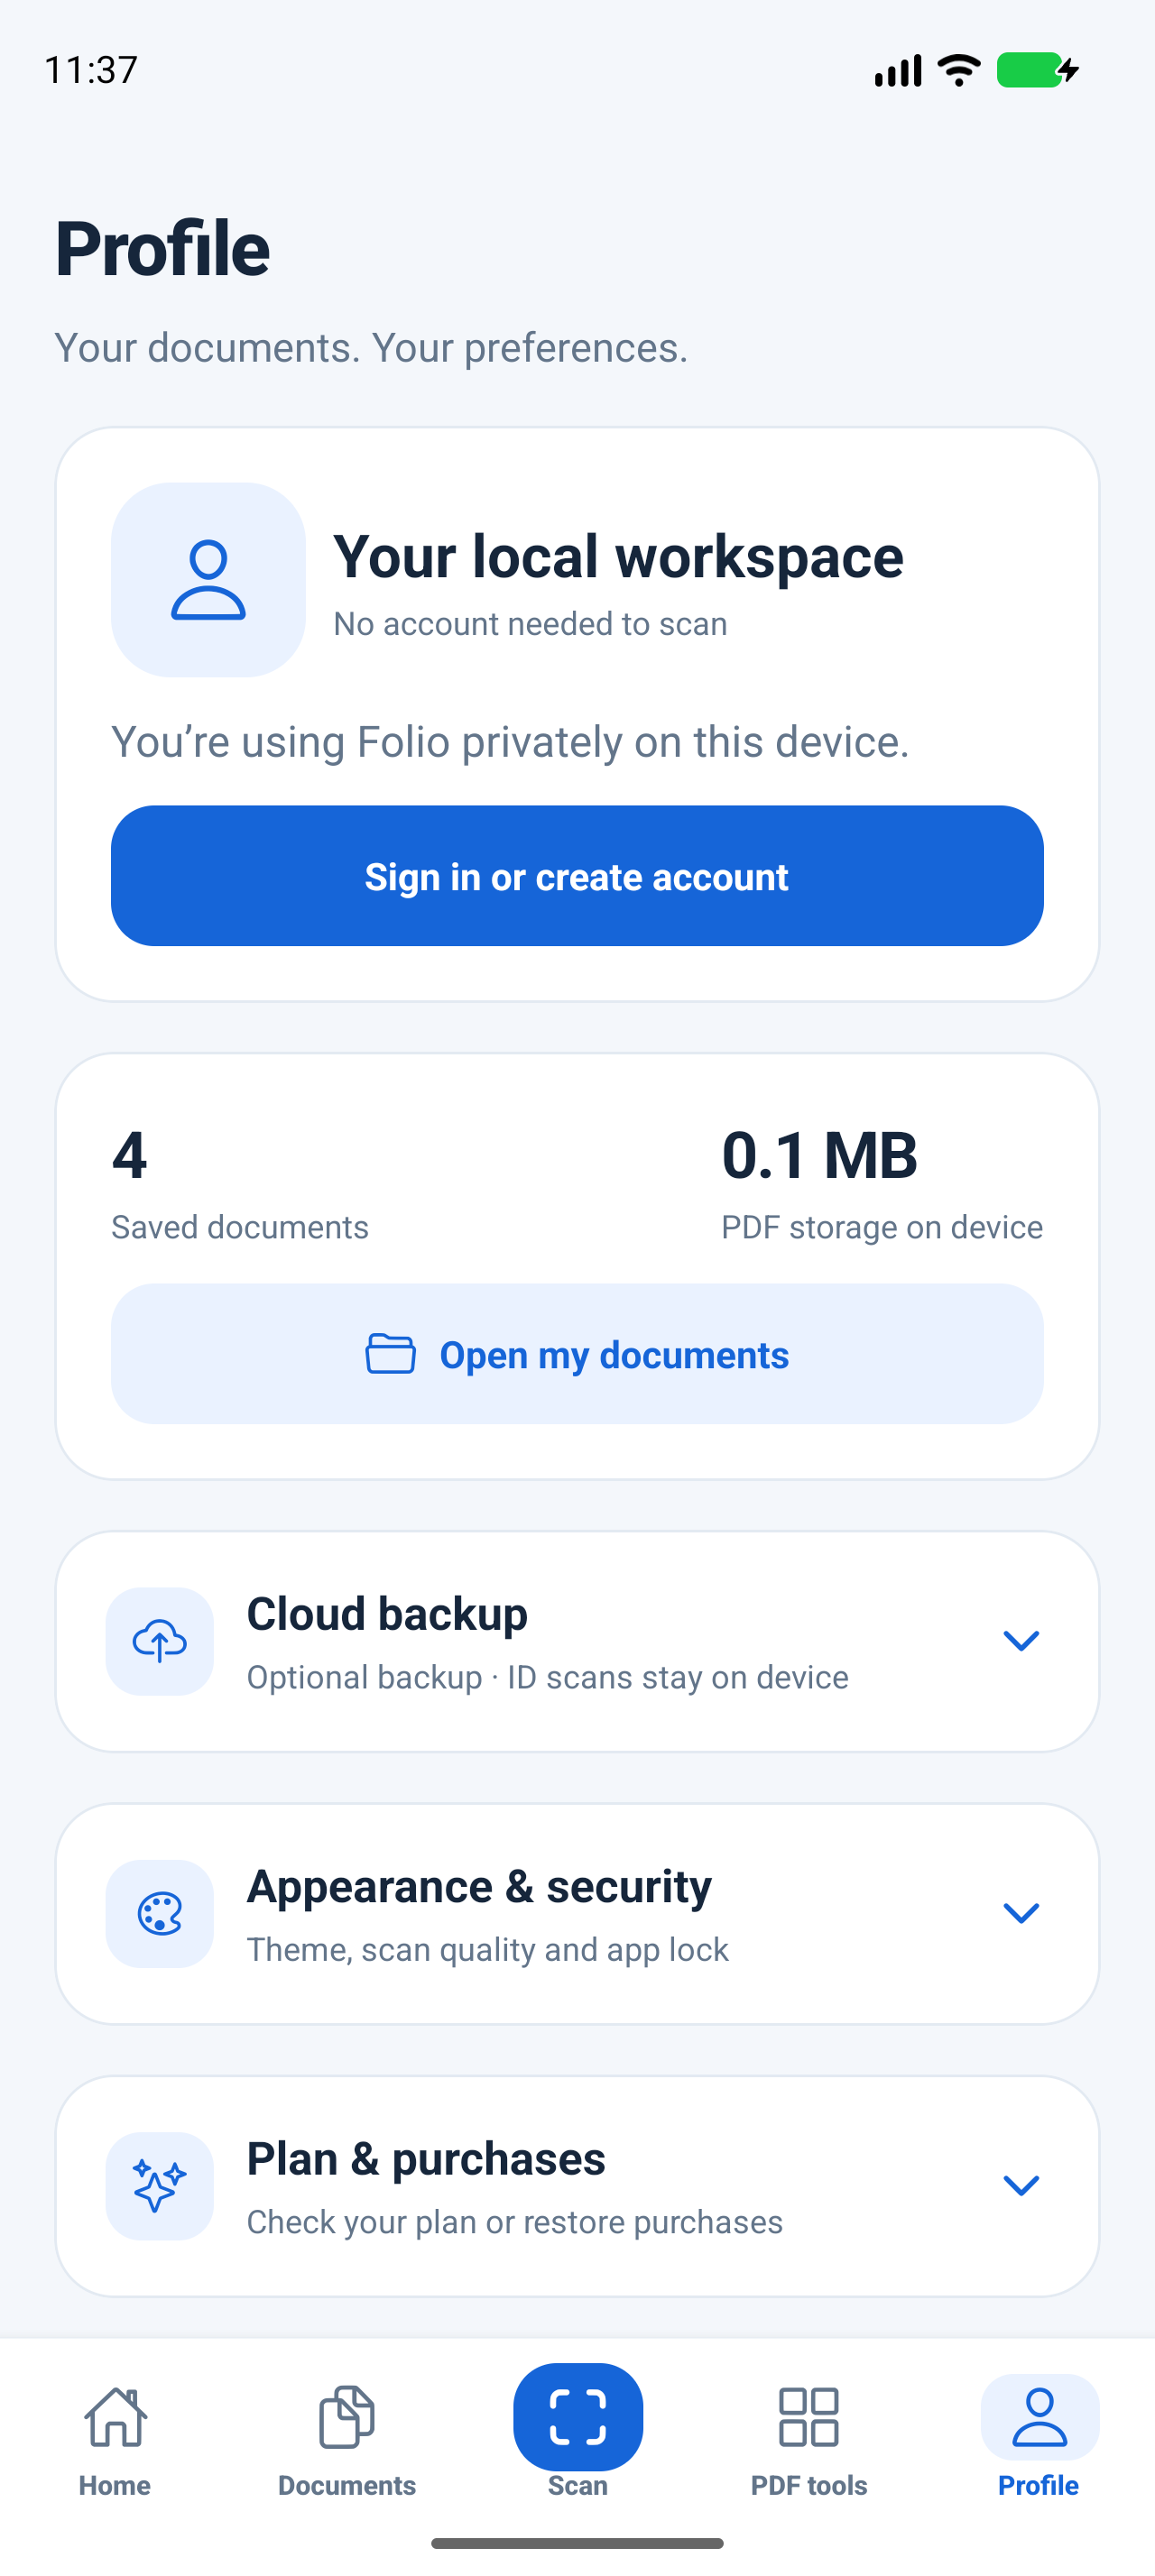 11:37
Profile
Your documents. Your preferences.
Your local workspace
No account needed to scan
You’re using Folio privately on this device.
Sign in or create account
4
Saved documents
0.1 MB
PDF storage on device
Open my documents
Cloud backup
Optional backup · ID scans stay on device
Appearance & security
Theme, scan quality and app lock
Plan & purchases
Check your plan or restore purchases
Home
Documents
Scan
PDF tools
Profile